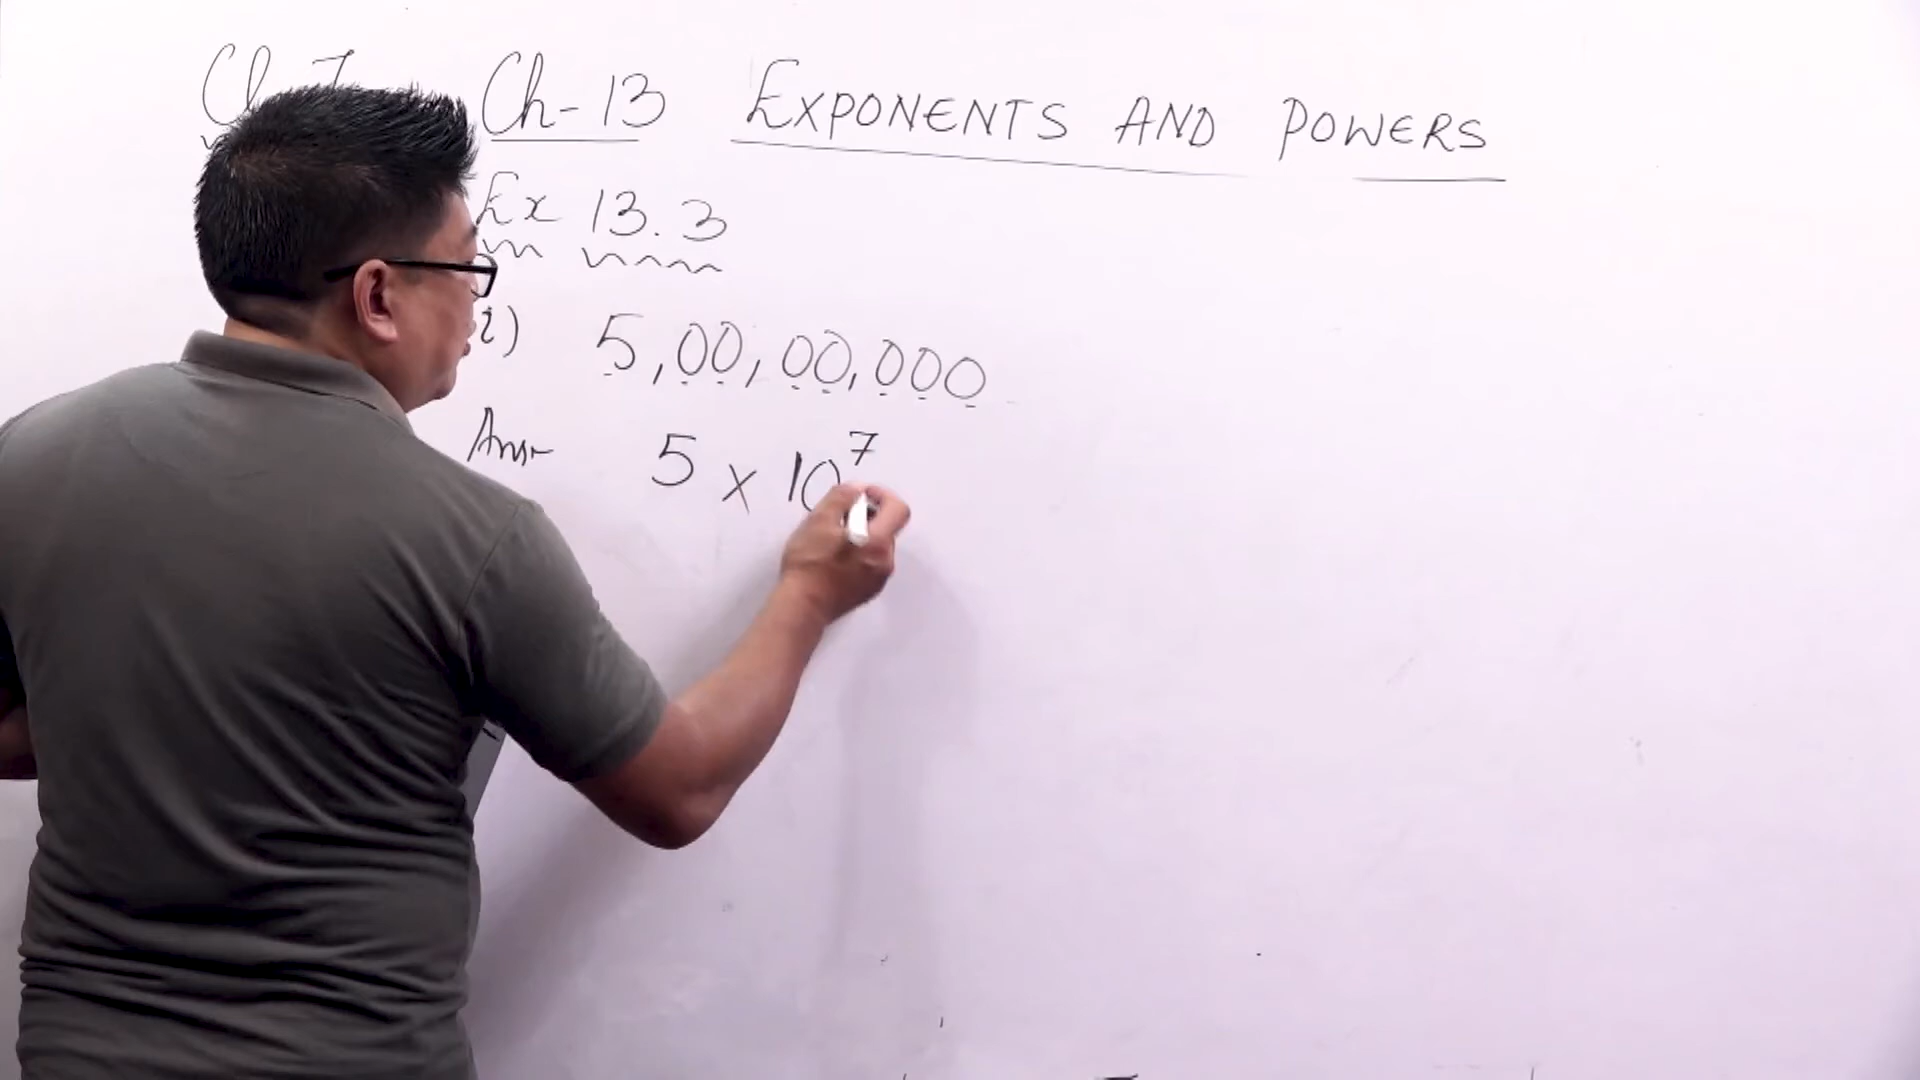 Ch-13 EXPONENTS AND POWERS
Ex 13.3
i) 5,00,00,000
Ans- 5 x 10^7